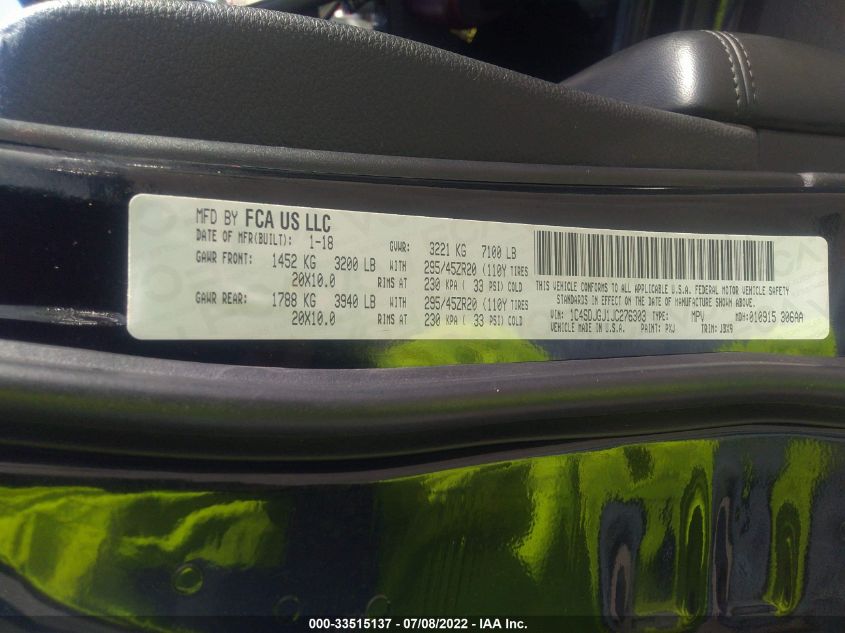 MFD BY FCA US LLC
DATE OF MFR(BUILT): 1-18 GVWR: 3221 KG 7100 LB
GAWR FRONT: 1452 KG 3200 LB WITH 295/45ZR20 (110Y TIRES
20X10.0 RIMS AT 230 KPA ( 33 PSI) COLD
GAWR REAR: 1788 KG 3940 LB WITH 295/45ZR20 (110Y TIRES
20X10.0 RIMS AT 230 KPA ( 33 PSI) COLD
THIS VEHICLE CONFORMS TO ALL APPLICABLE U.S.A. FEDERAL MOTOR VEHICLE SAFETY
STANDARDS IN EFFECT ON THE DATE OF MANUFACTURE SHOWN ABOVE.
VIN: 1C4SDJGJ1JC276303 TYPE: MPV MDH:010915 306AA
VEHICLE MADE IN U.S.A. PAINT: PXJ TRIM: JBX9
000-33515137 - 07/08/2022 - IAA Inc.